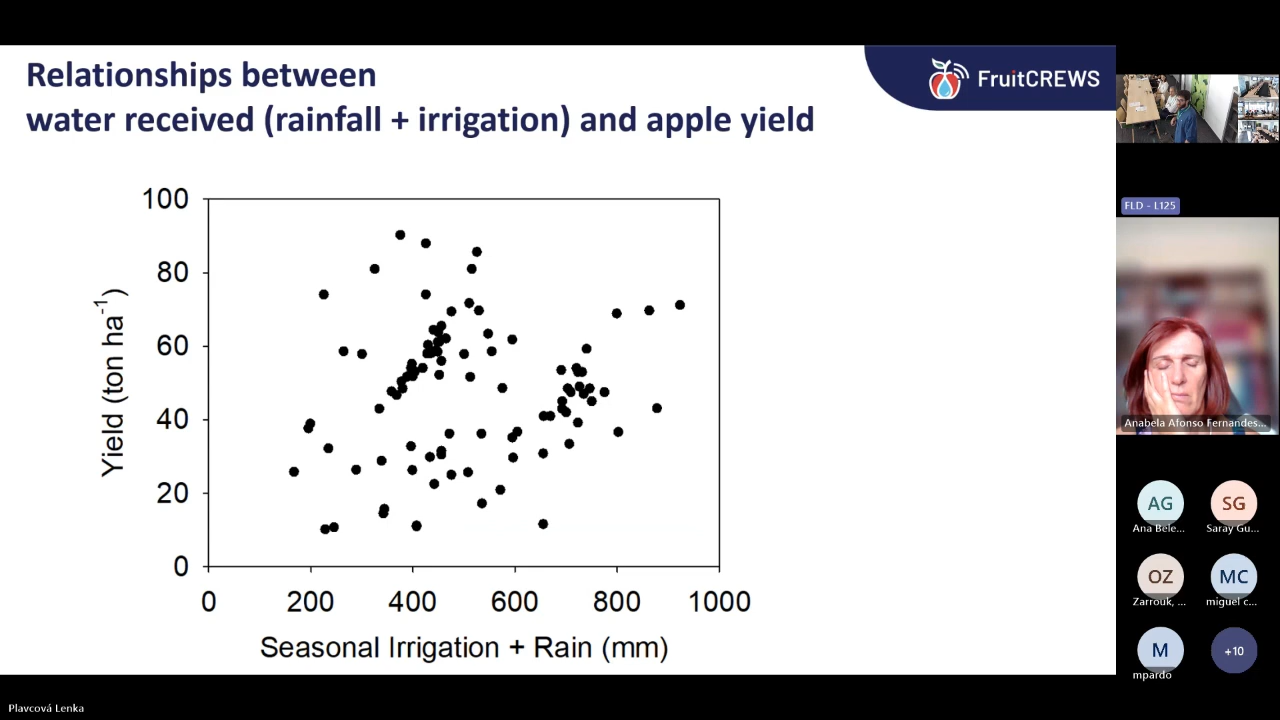 Relationships between
water received (rainfall + irrigation) and apple yield
FruitCREWS
100
80
60
40
20
0
Yield (ton ha⁻¹)
0 200 400 600 800 1000
Seasonal Irrigation + Rain (mm)
FLD - L125
Anabela Afonso Fernandes...
AG SG
Ana Bele... Saray Gu...
OZ MC
Zarrouk, ... miguel c...
M +10
mpardo
Plavcová Lenka